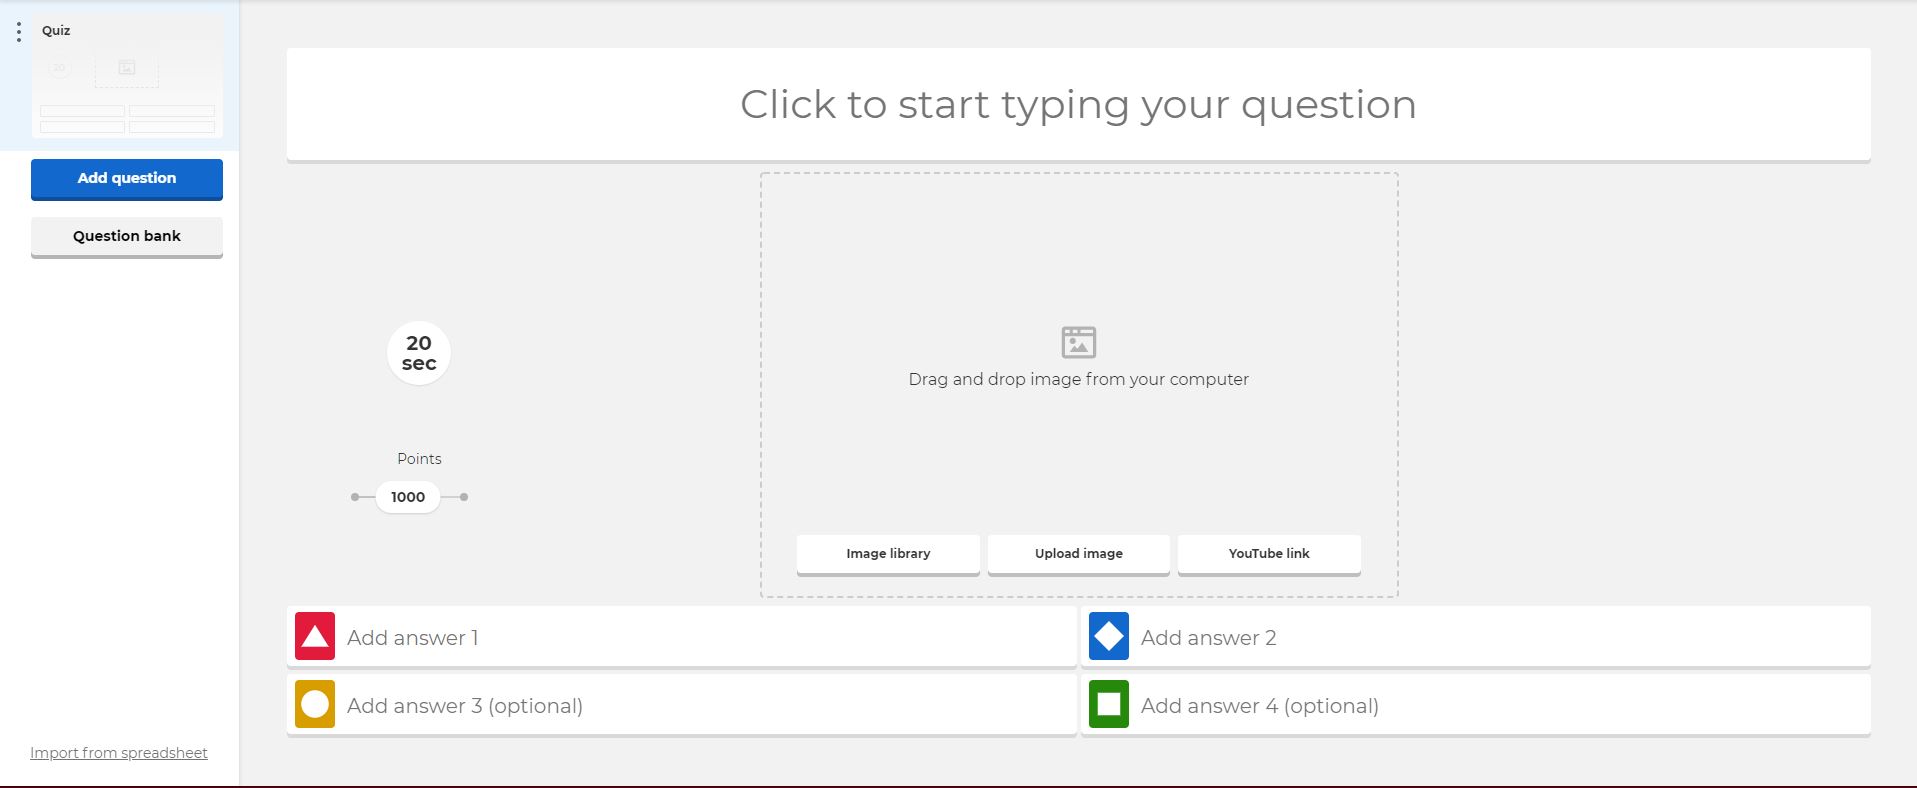 Quiz
20
Add question
Question bank
Import from spreadsheet
Click to start typing your question
20
sec
Points
1000
Drag and drop image from your computer
Image library
Upload image
YouTube link
Add answer 1
Add answer 2
Add answer 3 (optional)
Add answer 4 (optional)